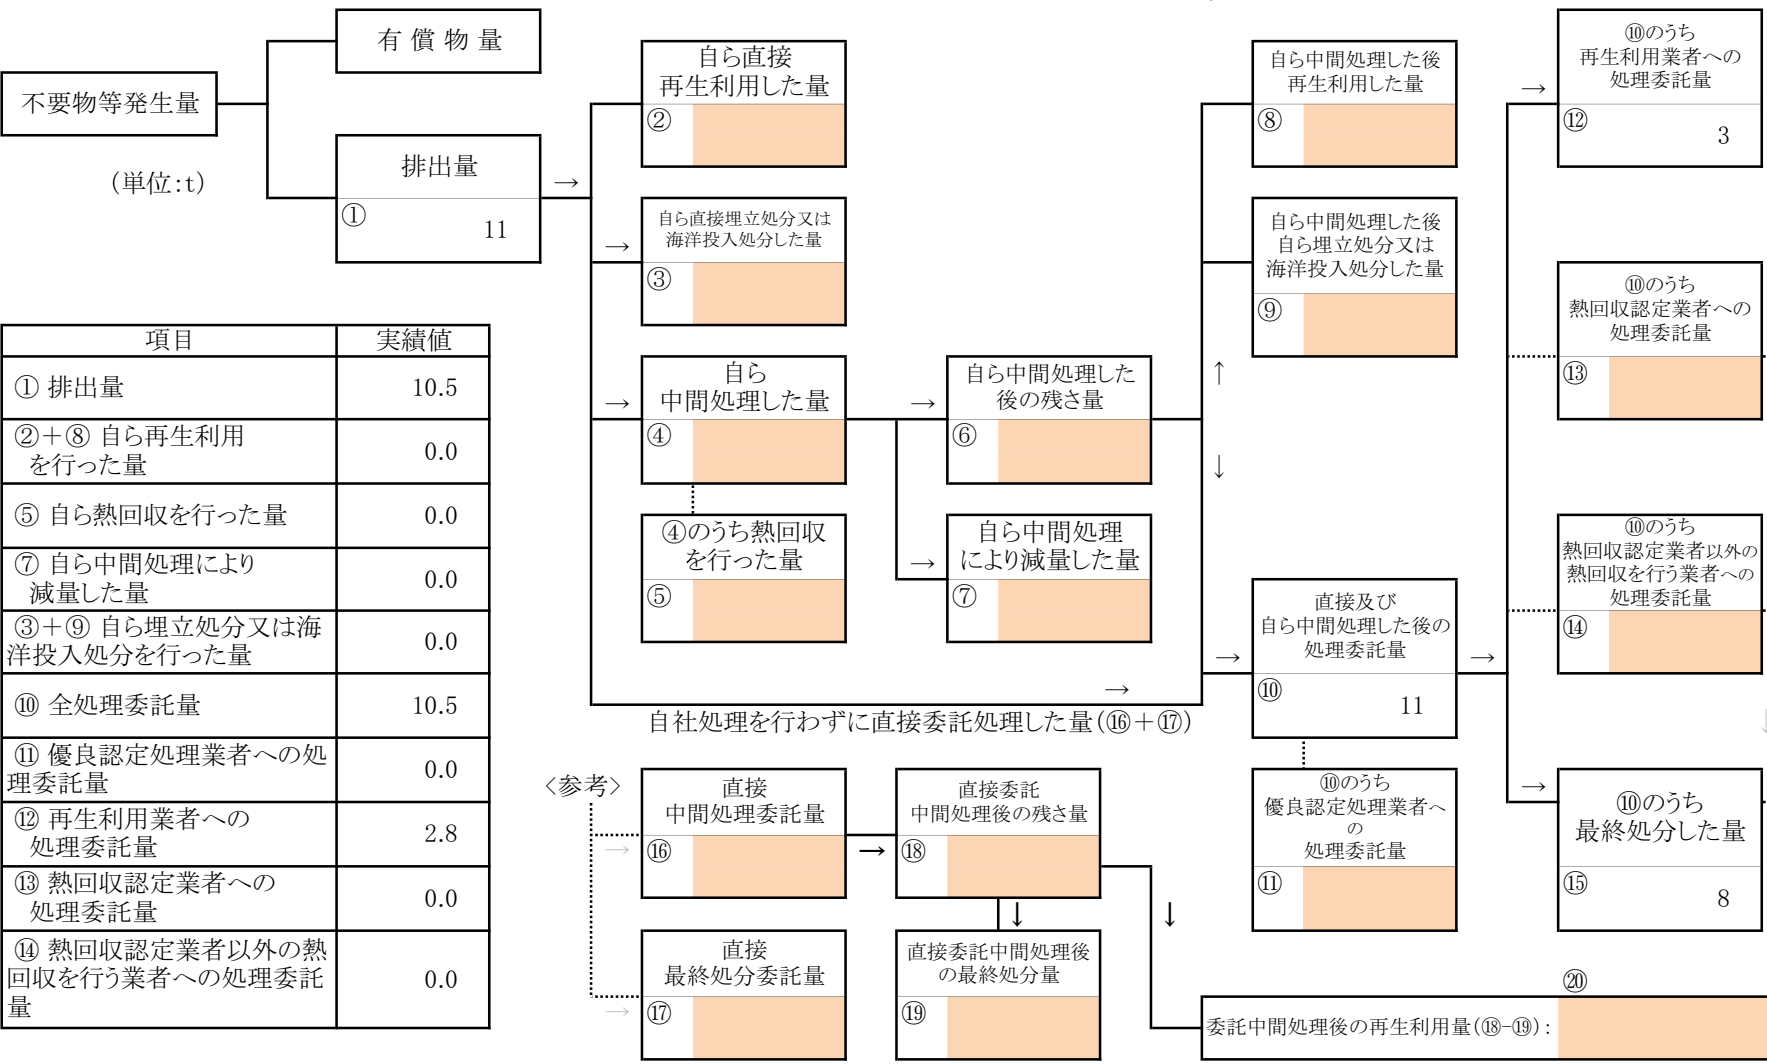 有 償 物 量
不要物等発生量
(単位:t)
排出量
①
11
→
自ら直接
再生利用した量
②
→
自ら直接埋立処分又は
海洋投入処分した量
③
→
自ら
中間処理した量
④
④のうち熱回収
を行った量
⑤
→
自ら中間処理した
後の残さ量
⑥
→
自ら中間処理
により減量した量
⑦
自ら中間処理した後
再生利用した量
⑧
自ら中間処理した後
自ら埋立処分又は
海洋投入処分した量
⑨
↑
↓
→
直接及び
自ら中間処理した後の
処理委託量
⑩
11
→
自社処理を行わずに直接委託処理した量(⑯+⑰)
⑩のうち
優良認定処理業者へ
の
処理委託量
⑪
→
→
⑩のうち
再生利用業者への
処理委託量
⑫
3
⑩のうち
熱回収認定業者への
処理委託量
⑬
⑩のうち
熱回収認定業者以外の
熱回収を行う業者への
処理委託量
⑭
↓
→
⑩のうち
最終処分した量
⑮
8
項目 実績値
① 排出量 10.5
②+⑧ 自ら再生利用
を行った量 0.0
⑤ 自ら熱回収を行った量 0.0
⑦ 自ら中間処理により
減量した量 0.0
③+⑨ 自ら埋立処分又は海
洋投入処分を行った量 0.0
⑩ 全処理委託量 10.5
⑪ 優良認定処理業者への処
理委託量 0.0
⑫ 再生利用業者への
処理委託量 2.8
⑬ 熱回収認定業者への
処理委託量 0.0
⑭ 熱回収認定業者以外の熱
回収を行う業者への処理委託
量 0.0
〈参考〉
→
直接
中間処理委託量
⑯
→
直接委託
中間処理後の残さ量
⑱
↓
↓
→
直接
最終処分委託量
⑰
直接委託中間処理後
の最終処分量
⑲
⑳
委託中間処理後の再生利用量(⑱-⑲):